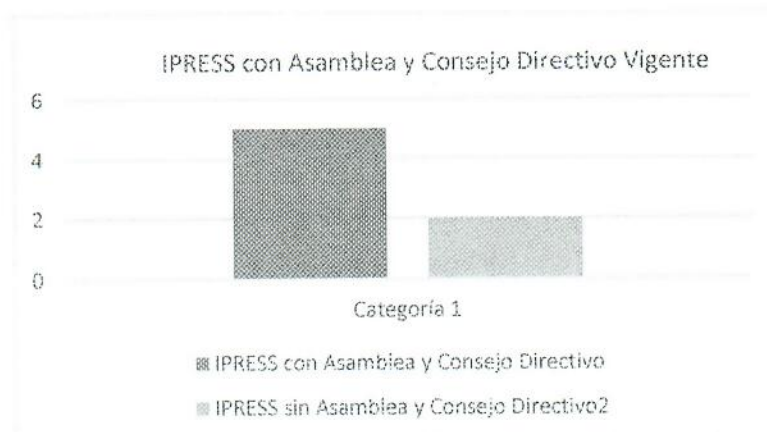 IPRESS con Asamblea y Consejo Directivo Vigente
6
4
2
0
Categoría 1
IPRESS con Asamblea y Consejo Directivo
IPRESS sin Asamblea y Consejo Directivo2